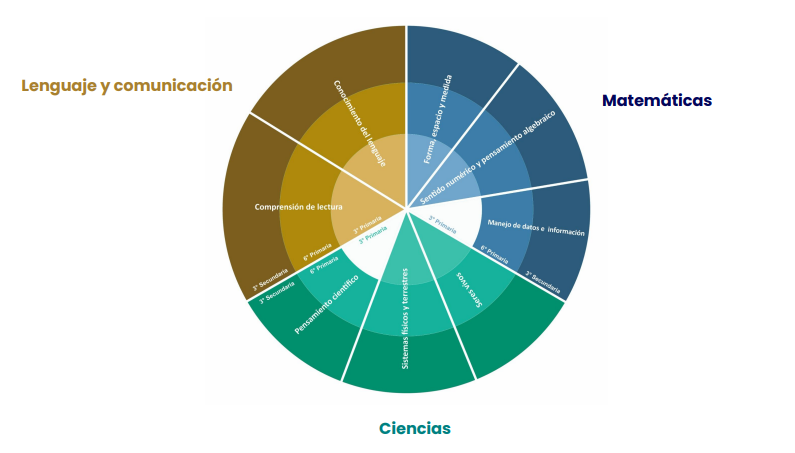 Lenguaje y comunicación
Matemáticas
Conocimiento del lenguaje
Forma, espacio y medida
Sentido numérico y pensamiento algebraico
Comprensión de lectura
Manejo de datos e información
3° Primaria
6° Primaria
3° Secundaria
3° Primaria
6° Primaria
3° Secundaria
3° Primaria
6° Primaria
3° Secundaria
Pensamiento científico
Sistemas físicos y terrestres
Seres vivos
Ciencias